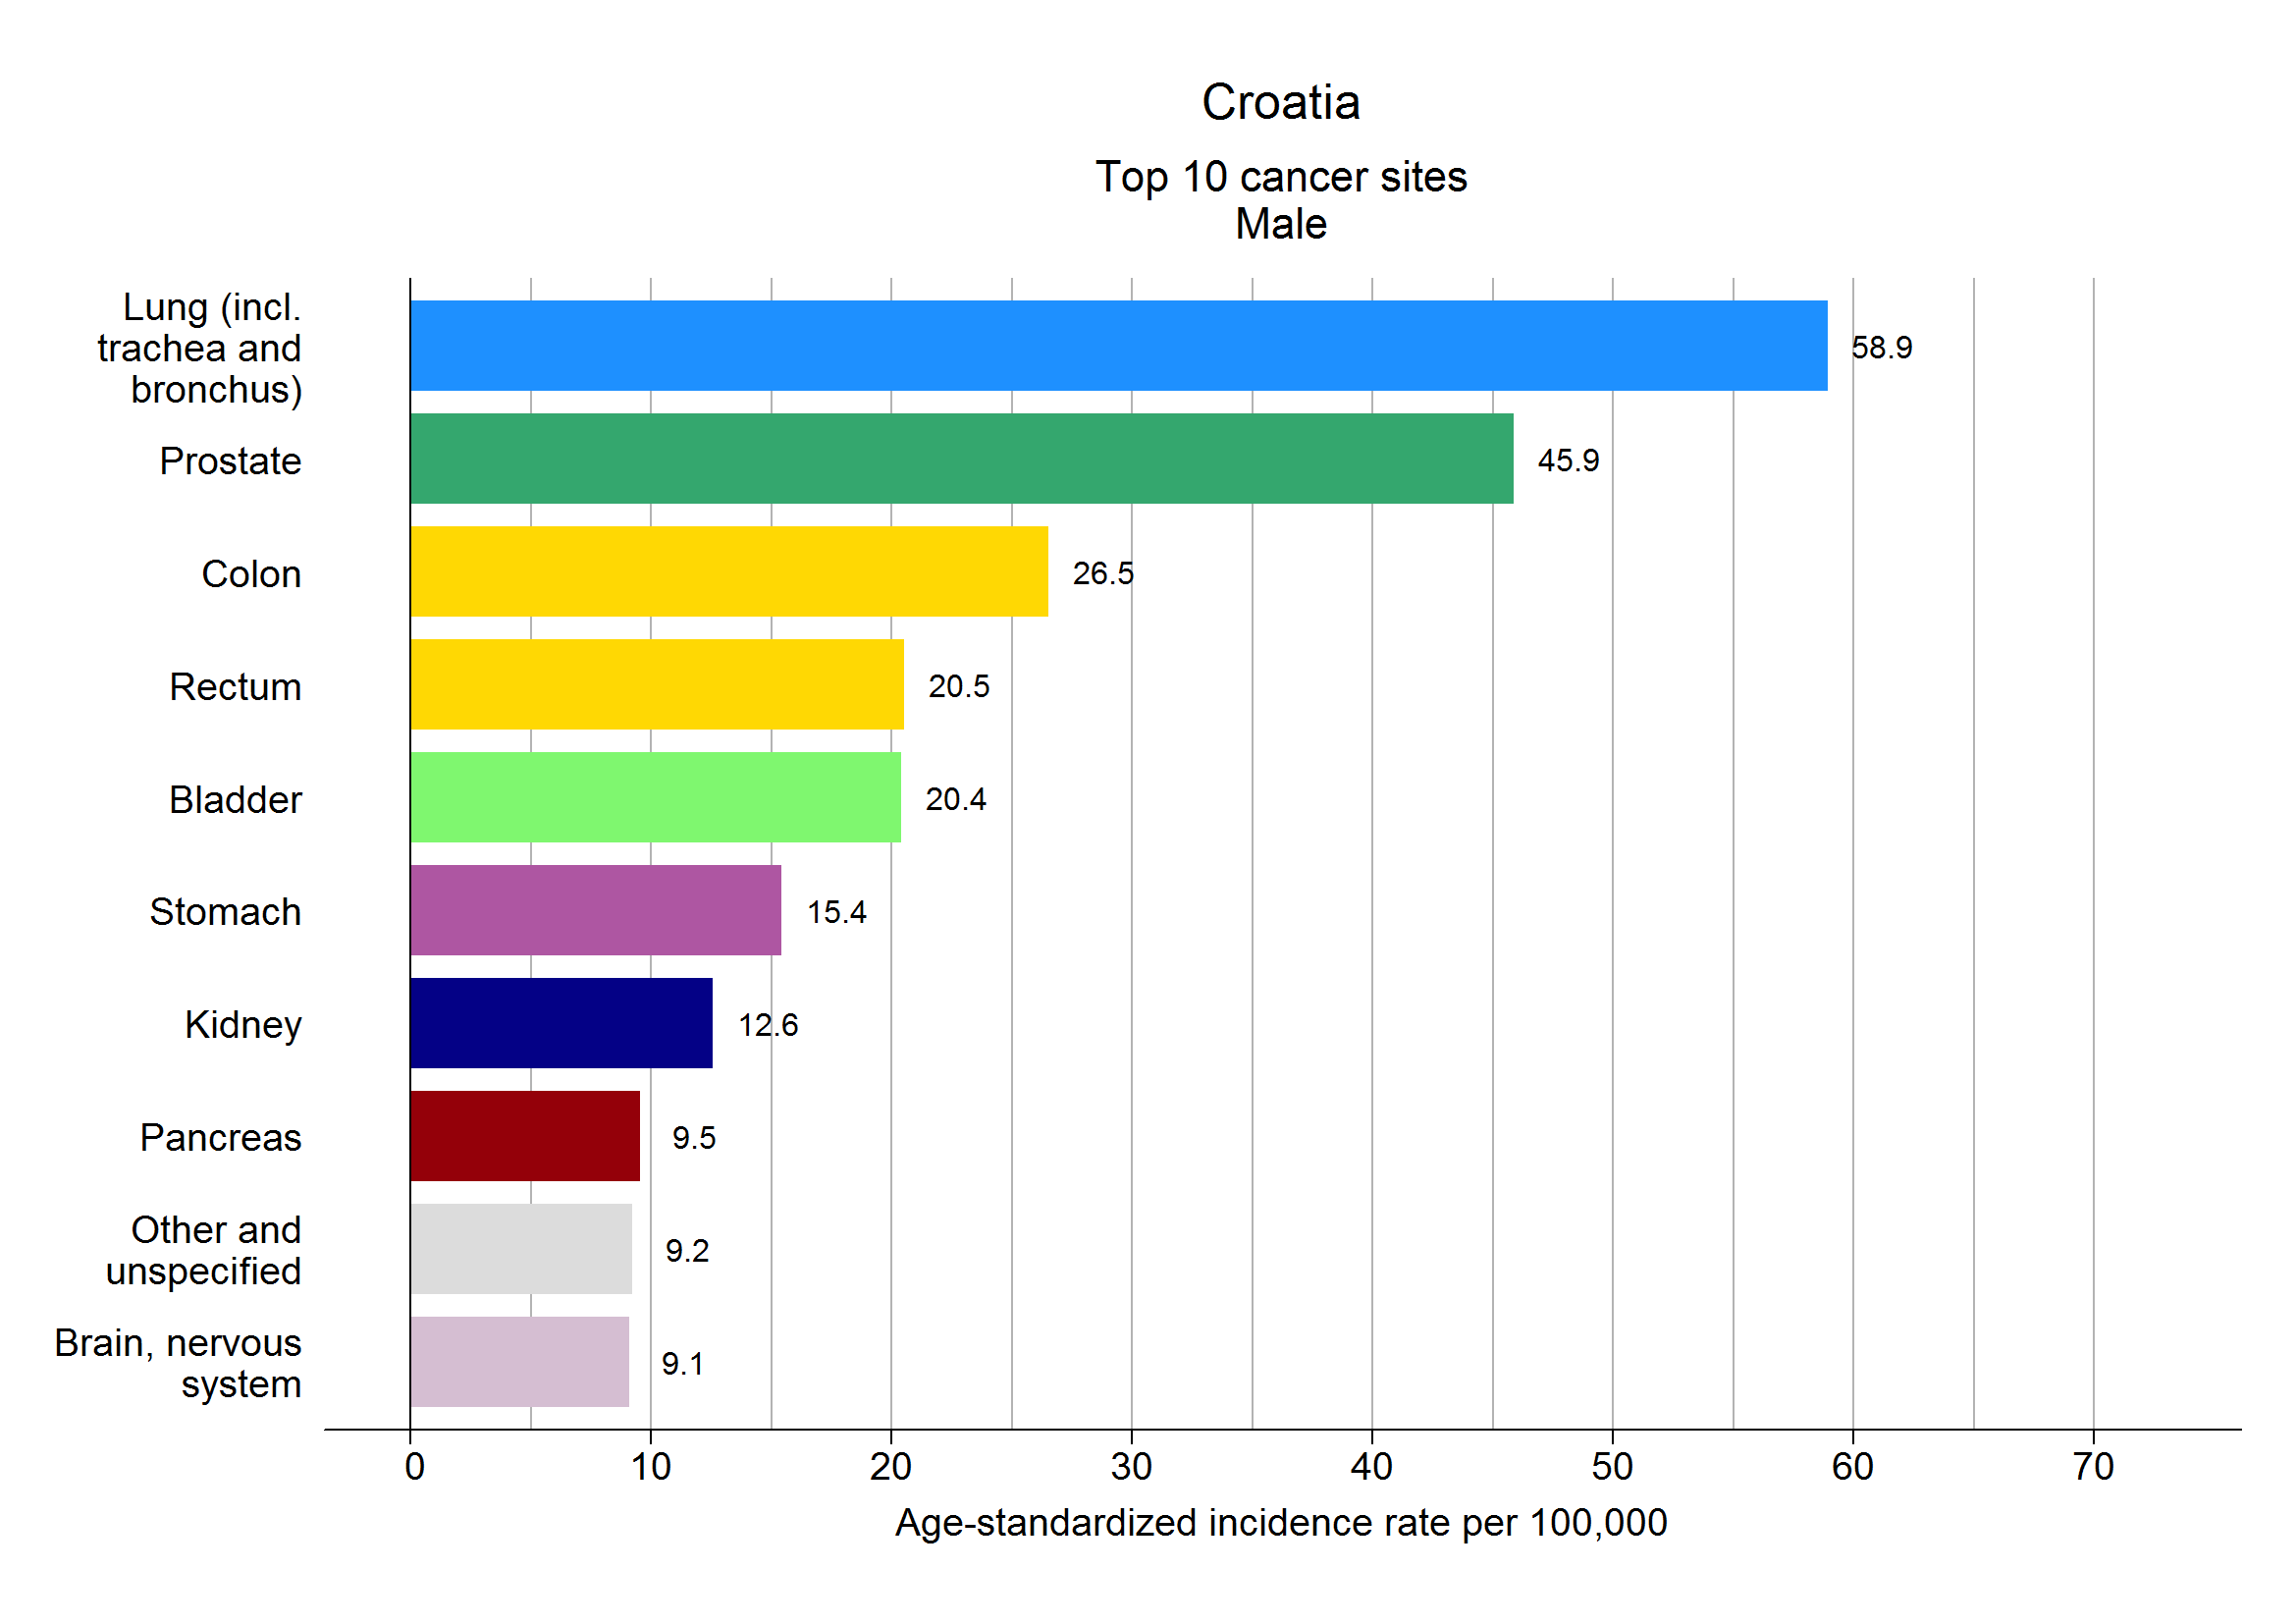 Croatia
Top 10 cancer sites
Male
Lung (incl.
trachea and
bronchus)
58.9
Prostate
45.9
Colon
26.5
Rectum
20.5
Bladder
20.4
Stomach
15.4
Kidney
12.6
Pancreas
9.5
Other and
unspecified
9.2
Brain, nervous
system
9.1
0 10 20 30 40 50 60 70
Age-standardized incidence rate per 100,000